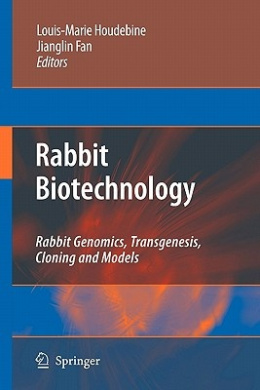 Louis-Marie Houdebine
Jianglin Fan
Editors
Rabbit
Biotechnology
Rabbit Genomics, Transgenesis,
Cloning and Models
Springer